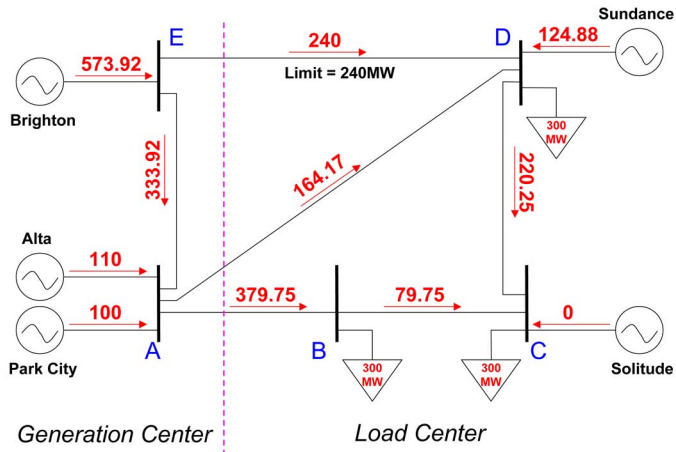 Sundance
E
240
D
124.88
573.92
Limit = 240MW
Brighton
300
MW
333.92
164.17
220.25
Alta
110
379.75
79.75
0
100
A
B
C
Park City
300
MW
300
MW
Solitude
Generation Center
Load Center